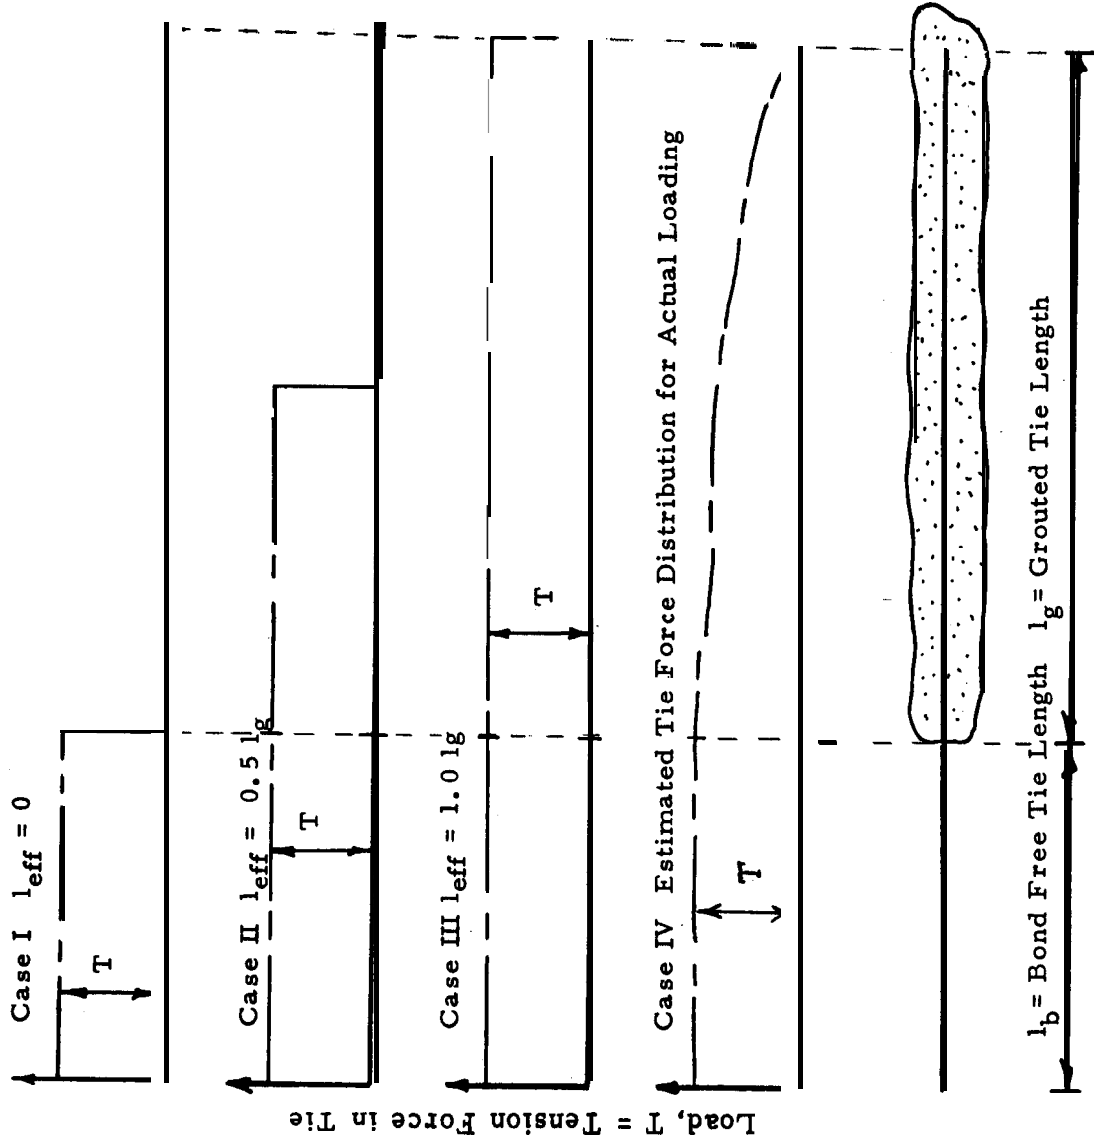 Case I l_eff = 0
T
Case II l_eff = 0.5 l_g
T
Case III l_eff = 1.0 lg
T
Case IV Estimated Tie Force Distribution for Actual Loading
T
l_b = Bond Free Tie Length l_g = Grouted Tie Length
Load, T = Tension Force in Tie